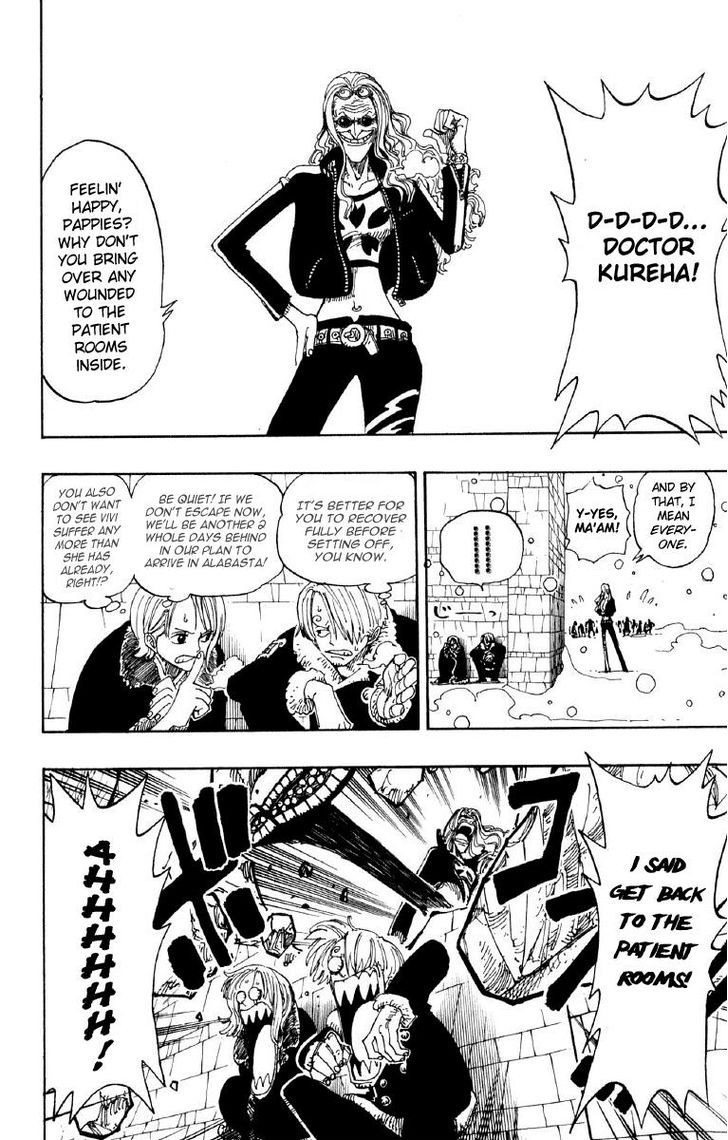 D-D-D-D...
DOCTOR
KUREHA!
FEELIN'
HAPPY,
PAPPIES?
WHY DON'T
YOU BRING
OVER ANY
WOUNDED
TO THE
PATIENT
ROOMS
INSIDE.
AND BY
THAT, I
MEAN
EVERY-
ONE.
Y-YES,
MA'AM!
じーっ
IT'S BETTER FOR
YOU TO RECOVER
FULLY BEFORE
SETTING OFF,
YOU KNOW.
BE QUIET! IF WE
DON'T ESCAPE NOW,
WE'LL BE ANOTHER 2
WHOLE DAYS BEHIND
IN OUR PLAN TO
ARRIVE IN ALABASTA!
YOU ALSO
DON'T WANT
TO SEE VIVI
SUFFER ANY
MORE THAN
SHE HAS
ALREADY,
RIGHT!?
I SAID
GET BACK
TO THE
PATIENT
ROOMS!
AHHHHHH!